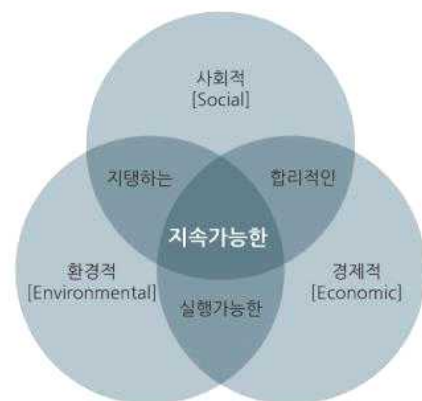 사회적
[Social]
지탱하는
합리적인
지속가능한
환경적
[Environmental]
경제적
[Economic]
실행가능한